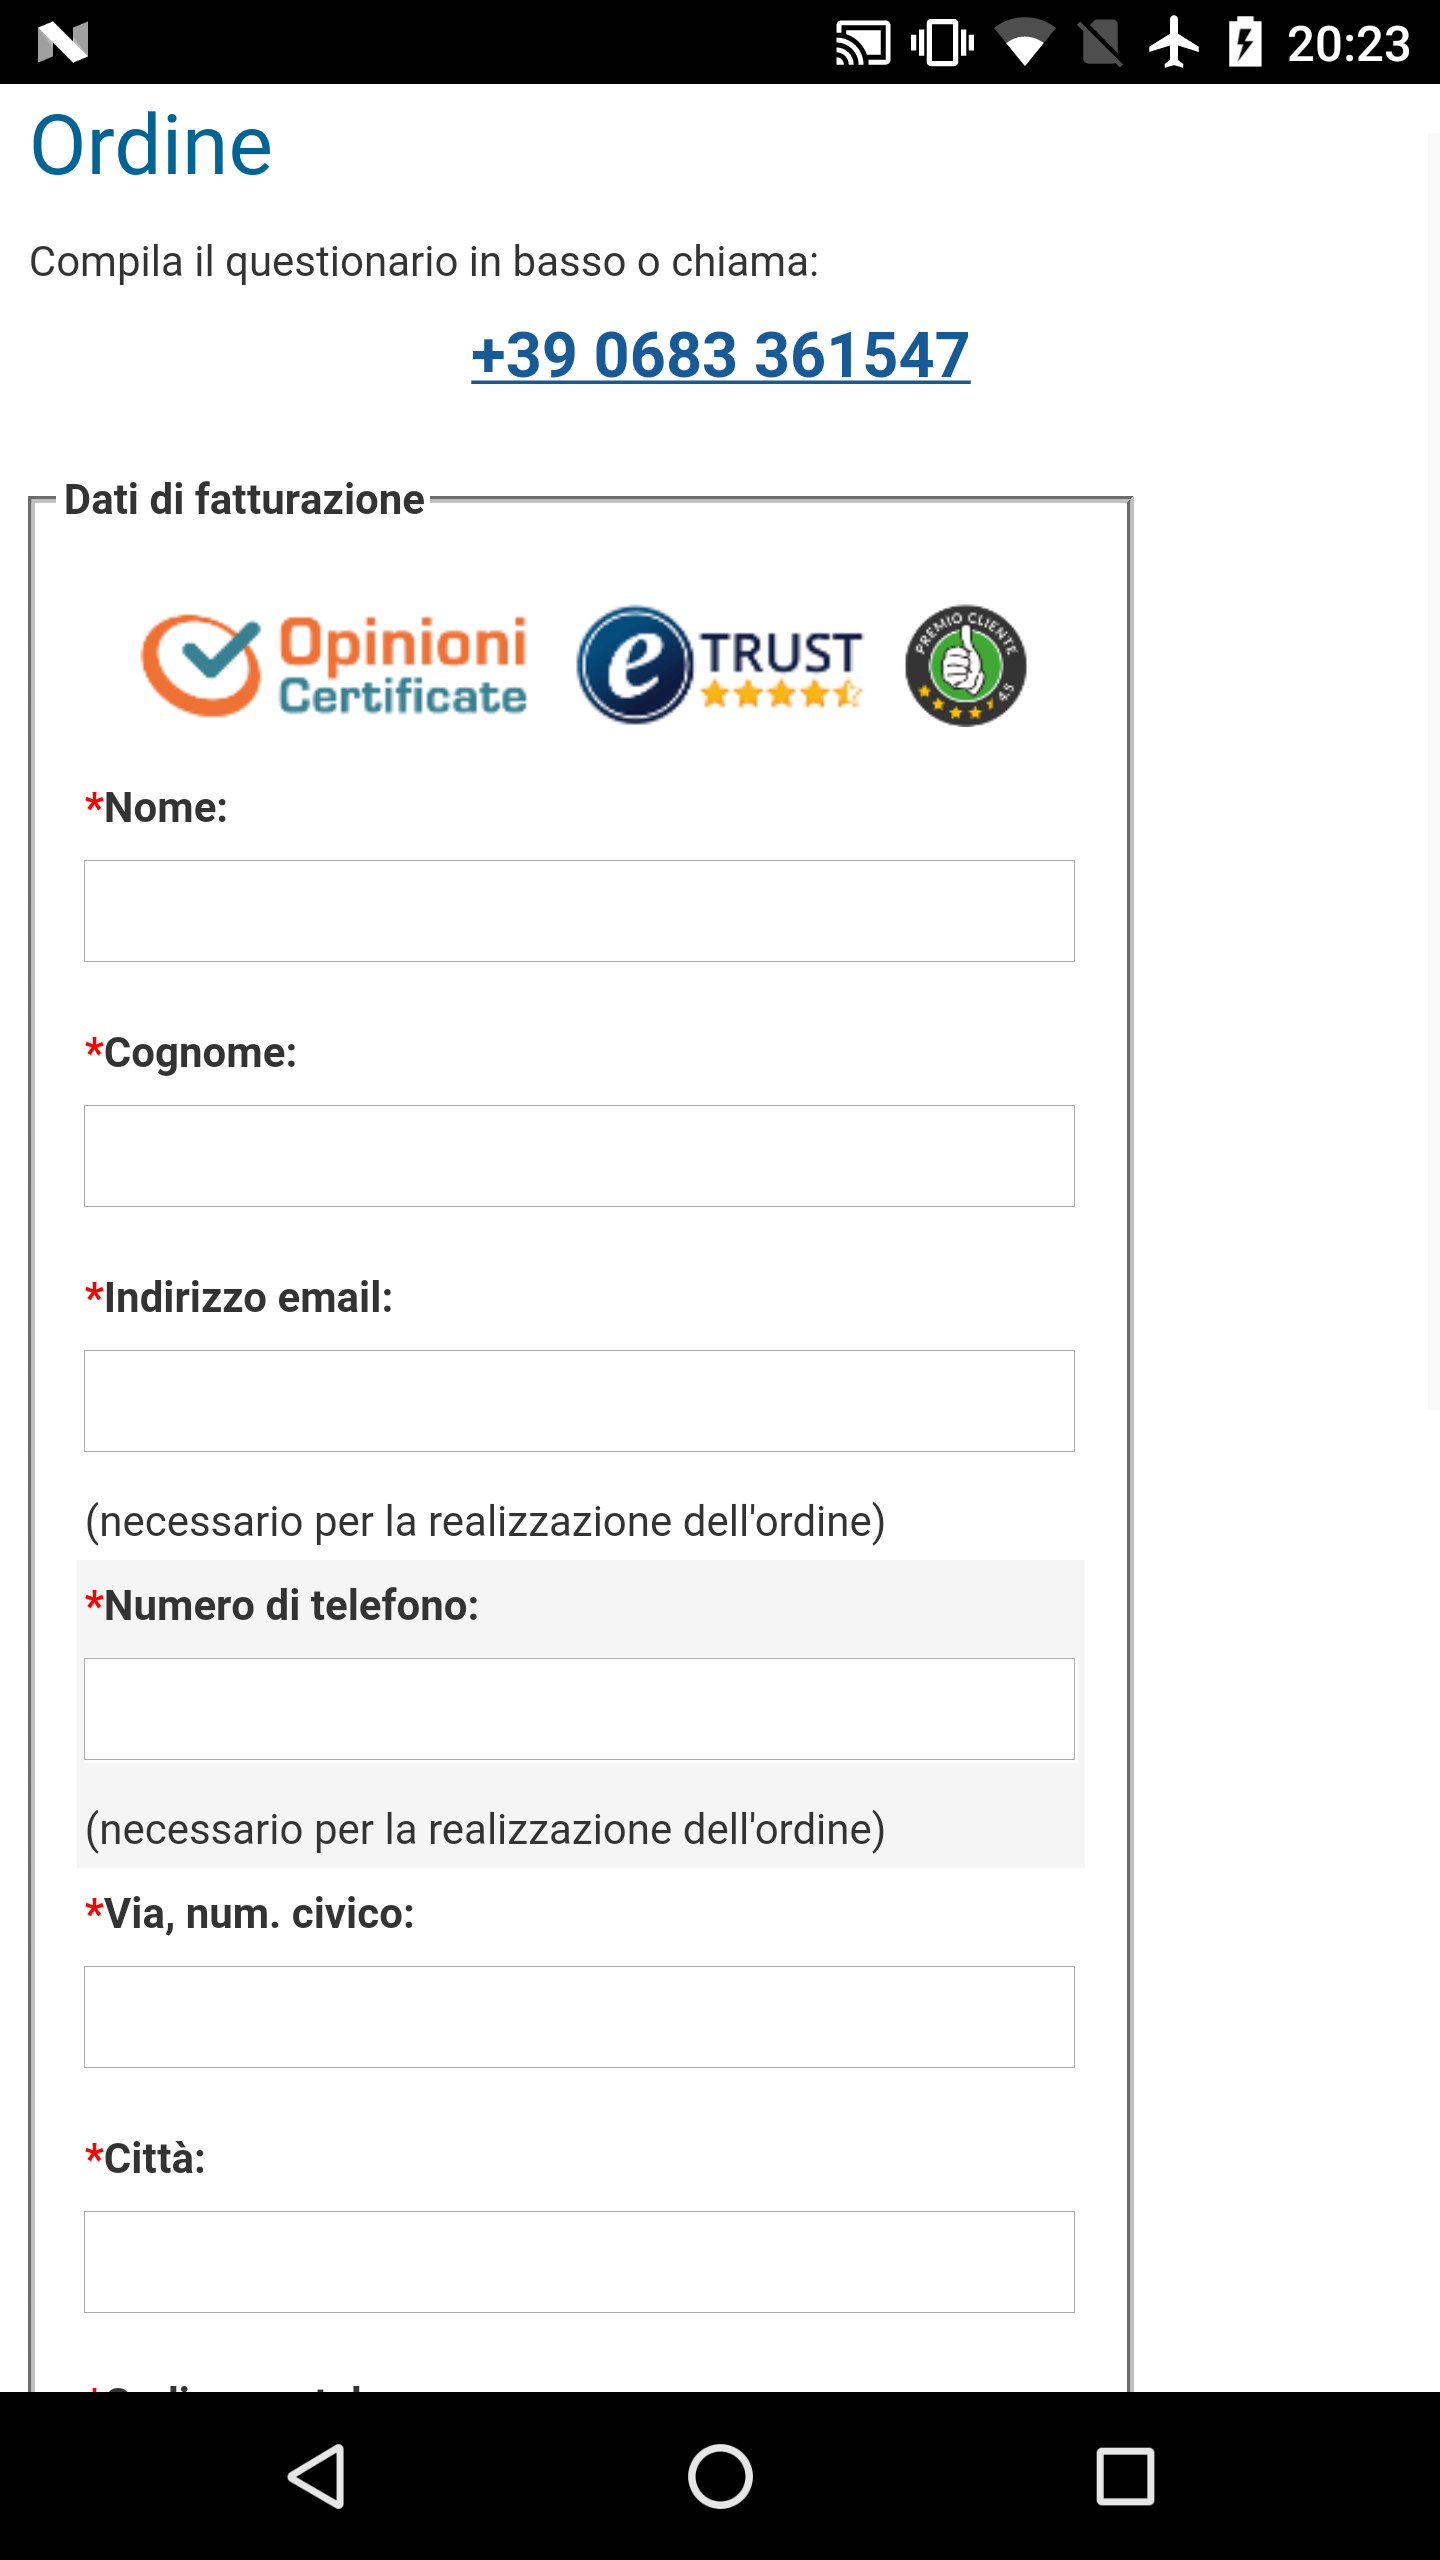 20:23
Ordine
Compila il questionario in basso o chiama:
+39 0683 361547
Dati di fatturazione
Opinioni
Certificate
e TRUST
PREMIO CLIENTE
4.5
*Nome:
*Cognome:
*Indirizzo email:
(necessario per la realizzazione dell'ordine)
*Numero di telefono:
(necessario per la realizzazione dell'ordine)
*Via, num. civico:
*Città: